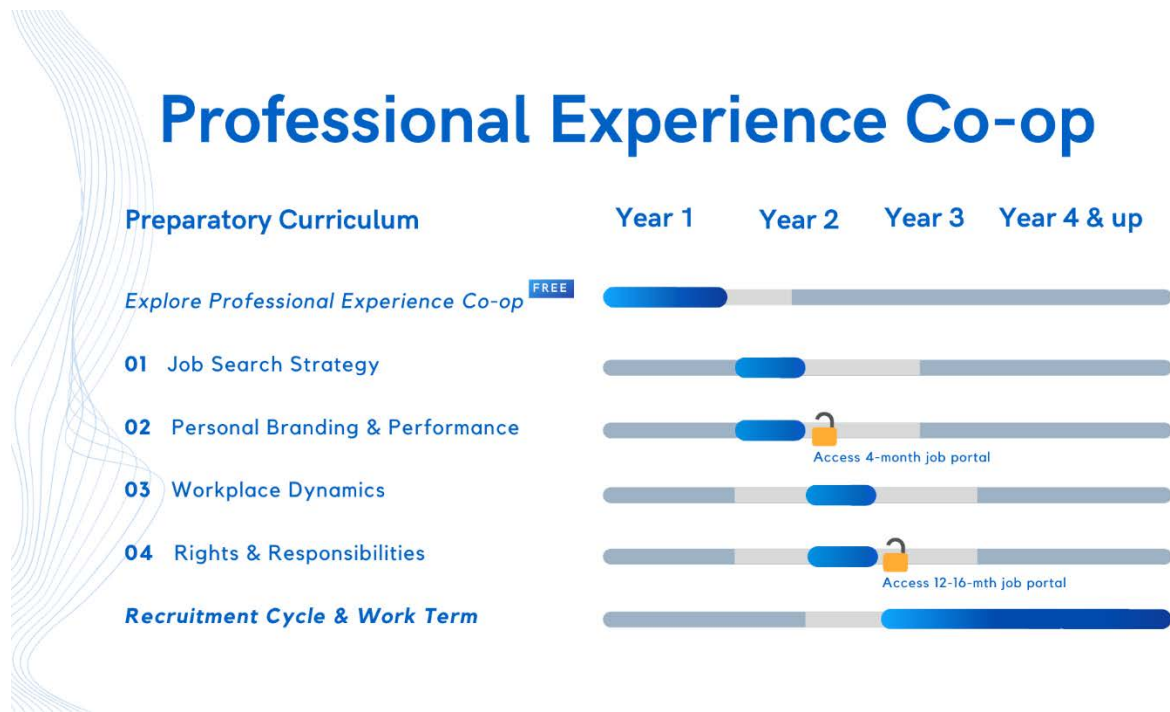 Professional Experience Co-op
Preparatory Curriculum
Year 1
Year 2
Year 3
Year 4 & up
Explore Professional Experience Co-op
FREE
01 Job Search Strategy
02 Personal Branding & Performance
Access 4-month job portal
03 Workplace Dynamics
04 Rights & Responsibilities
Access 12-16-mth job portal
Recruitment Cycle & Work Term